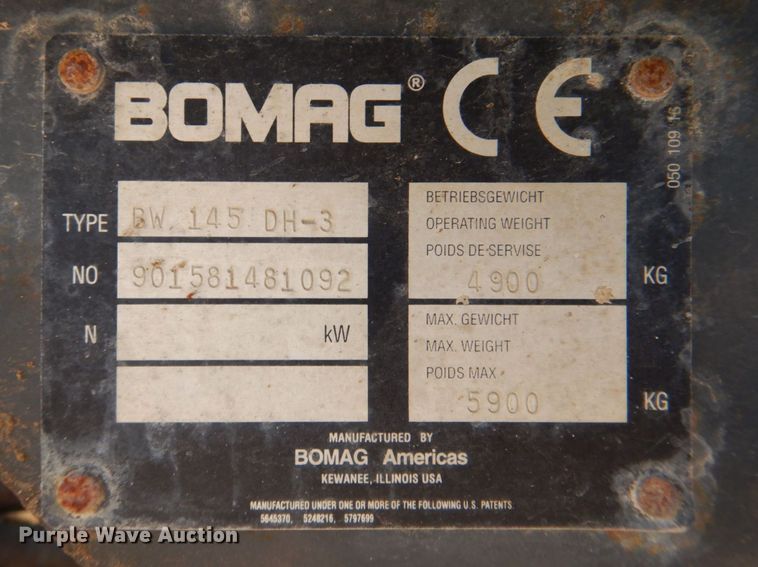 BOMAG® CE
050 109 16
TYPE BW 145 DH-3
NO 901581481092
N kW
BETRIEBSGEWICHT
OPERATING WEIGHT
POIDS DE SERVISE
4900 KG
MAX. GEWICHT
MAX. WEIGHT
POIDS MAX
5900 KG
MANUFACTURED BY
BOMAG Americas
KEWANEE, ILLINOIS USA
MANUFACTURED UNDER ONE OR MORE OF THE FOLLOWING U.S. PATENTS
5645370, 5248216, 5797699
Purple Wave Auction